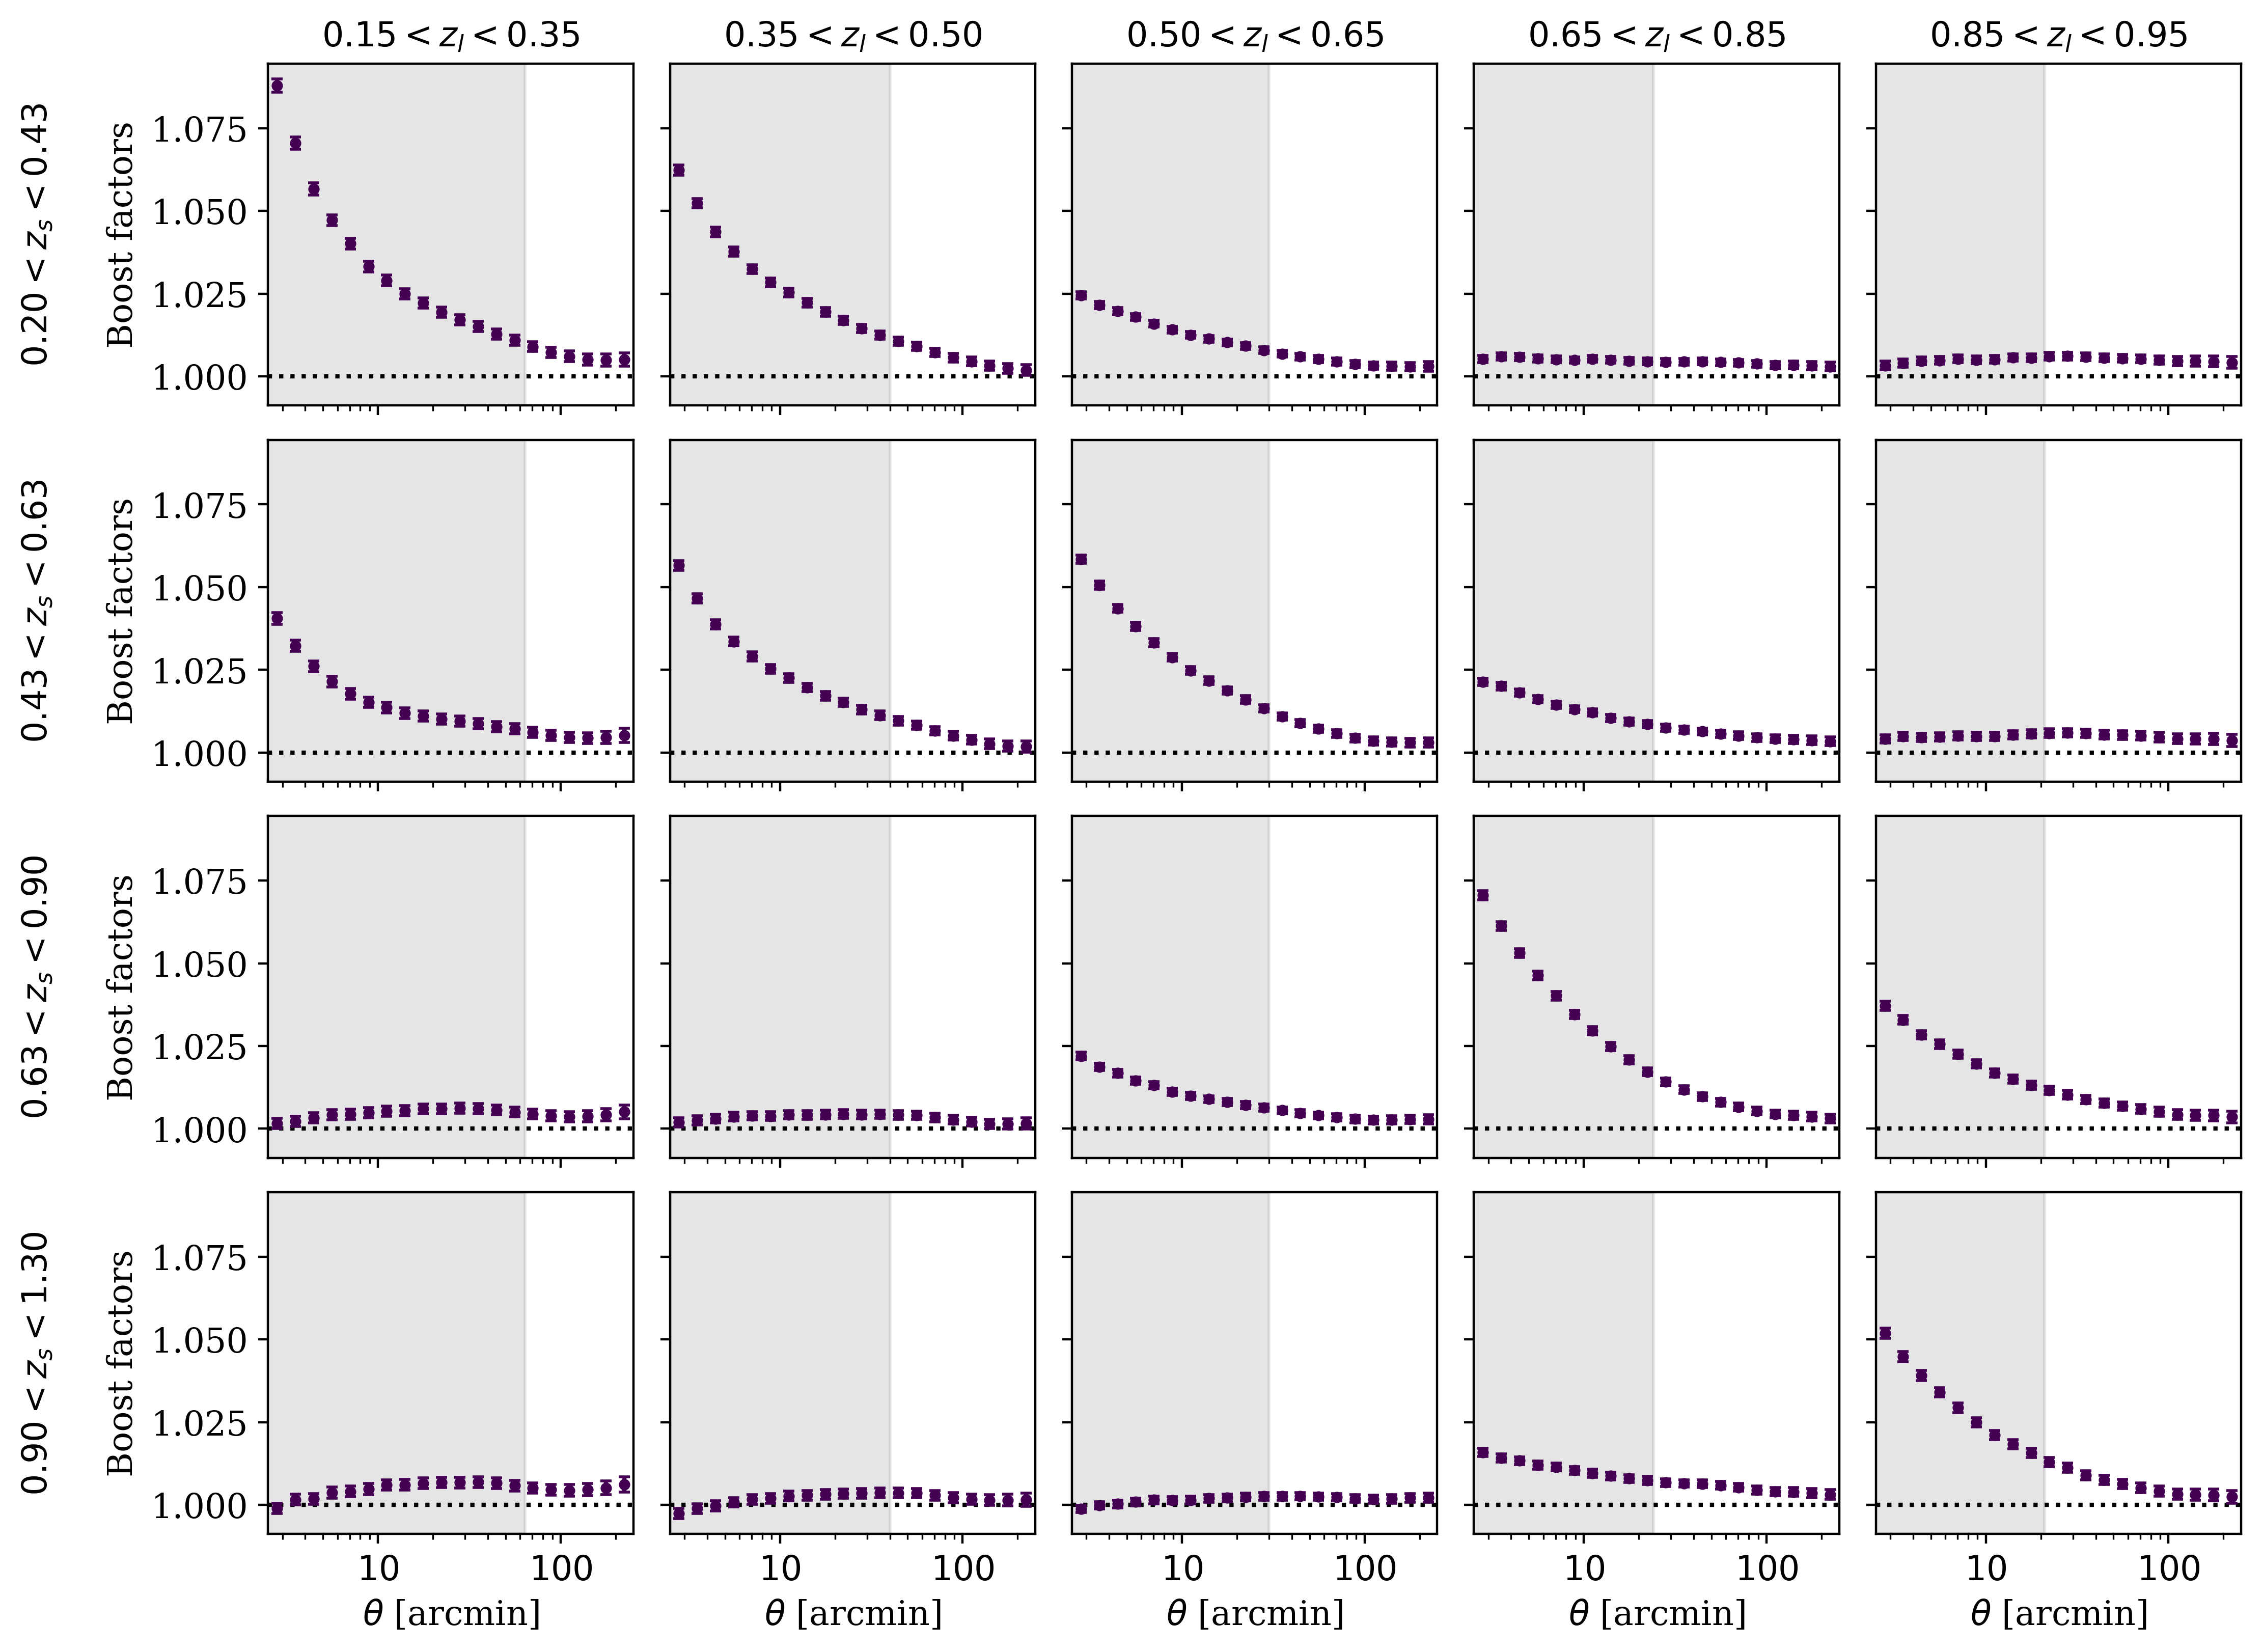 0.15 < z_l < 0.35 0.35 < z_l < 0.50 0.50 < z_l < 0.65 0.65 < z_l < 0.85 0.85 < z_l < 0.95
0.20 < z_s < 0.43
Boost factors
1.075
1.050
1.025
1.000
0.43 < z_s < 0.63
Boost factors
1.075
1.050
1.025
1.000
0.63 < z_s < 0.90
Boost factors
1.075
1.050
1.025
1.000
0.90 < z_s < 1.30
Boost factors
1.075
1.050
1.025
1.000
10 100 10 100 10 100 10 100 10 100
θ [arcmin] θ [arcmin] θ [arcmin] θ [arcmin] θ [arcmin]